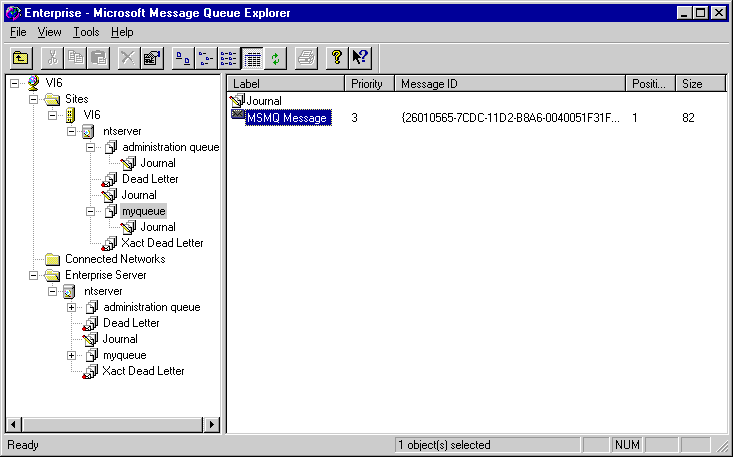 Enterprise - Microsoft Message Queue Explorer
File View Tools Help
VI6
Sites
VI6
ntserver
administration queue
Journal
Dead Letter
Journal
myqueue
Journal
Xact Dead Letter
Connected Networks
Enterprise Server
ntserver
administration queue
Dead Letter
Journal
myqueue
Xact Dead Letter
Label Priority Message ID Positi... Size
Journal
MSMQ Message 3 {26010565-7CDC-11D2-B8A6-0040051F31F... 1 82
Ready 1 object(s) selected NUM